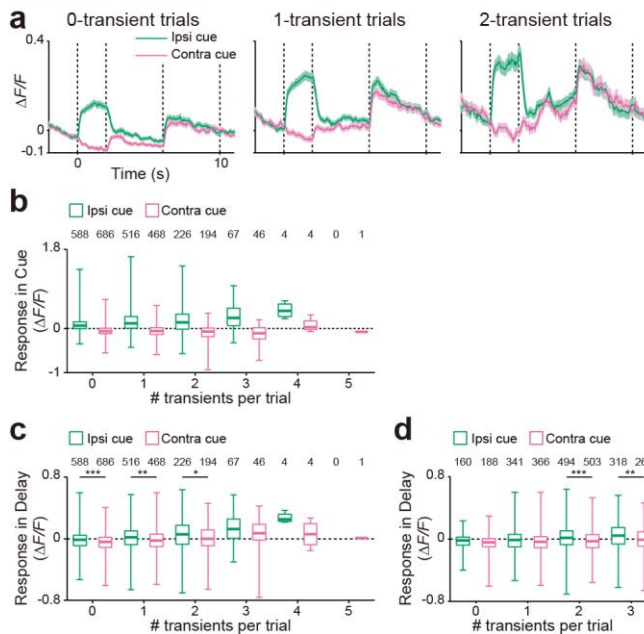 a
0-transient trials
1-transient trials
2-transient trials
Ipsi cue
Contra cue
ΔF/F
0.4
0
-0.1
0
10
Time (s)
b
Ipsi cue Contra cue
588 686 516 468 226 194 67 46 4 4 0 1
Response in Cue
(ΔF/F)
1.8
0
-1
0 1 2 3 4 5
# transients per trial
c
Ipsi cue Contra cue
588 686 516 468 226 194 67 46 4 4 0 1
*** ** *
Response in Delay
(ΔF/F)
0.8
0
-0.8
0 1 2 3 4 5
# transients per trial
d
Ipsi cue Contra cue
160 188 341 366 494 503 318
*** **
Response in Delay
(ΔF/F)
0.8
0
-0.8
0 1 2 3
# transients per trial